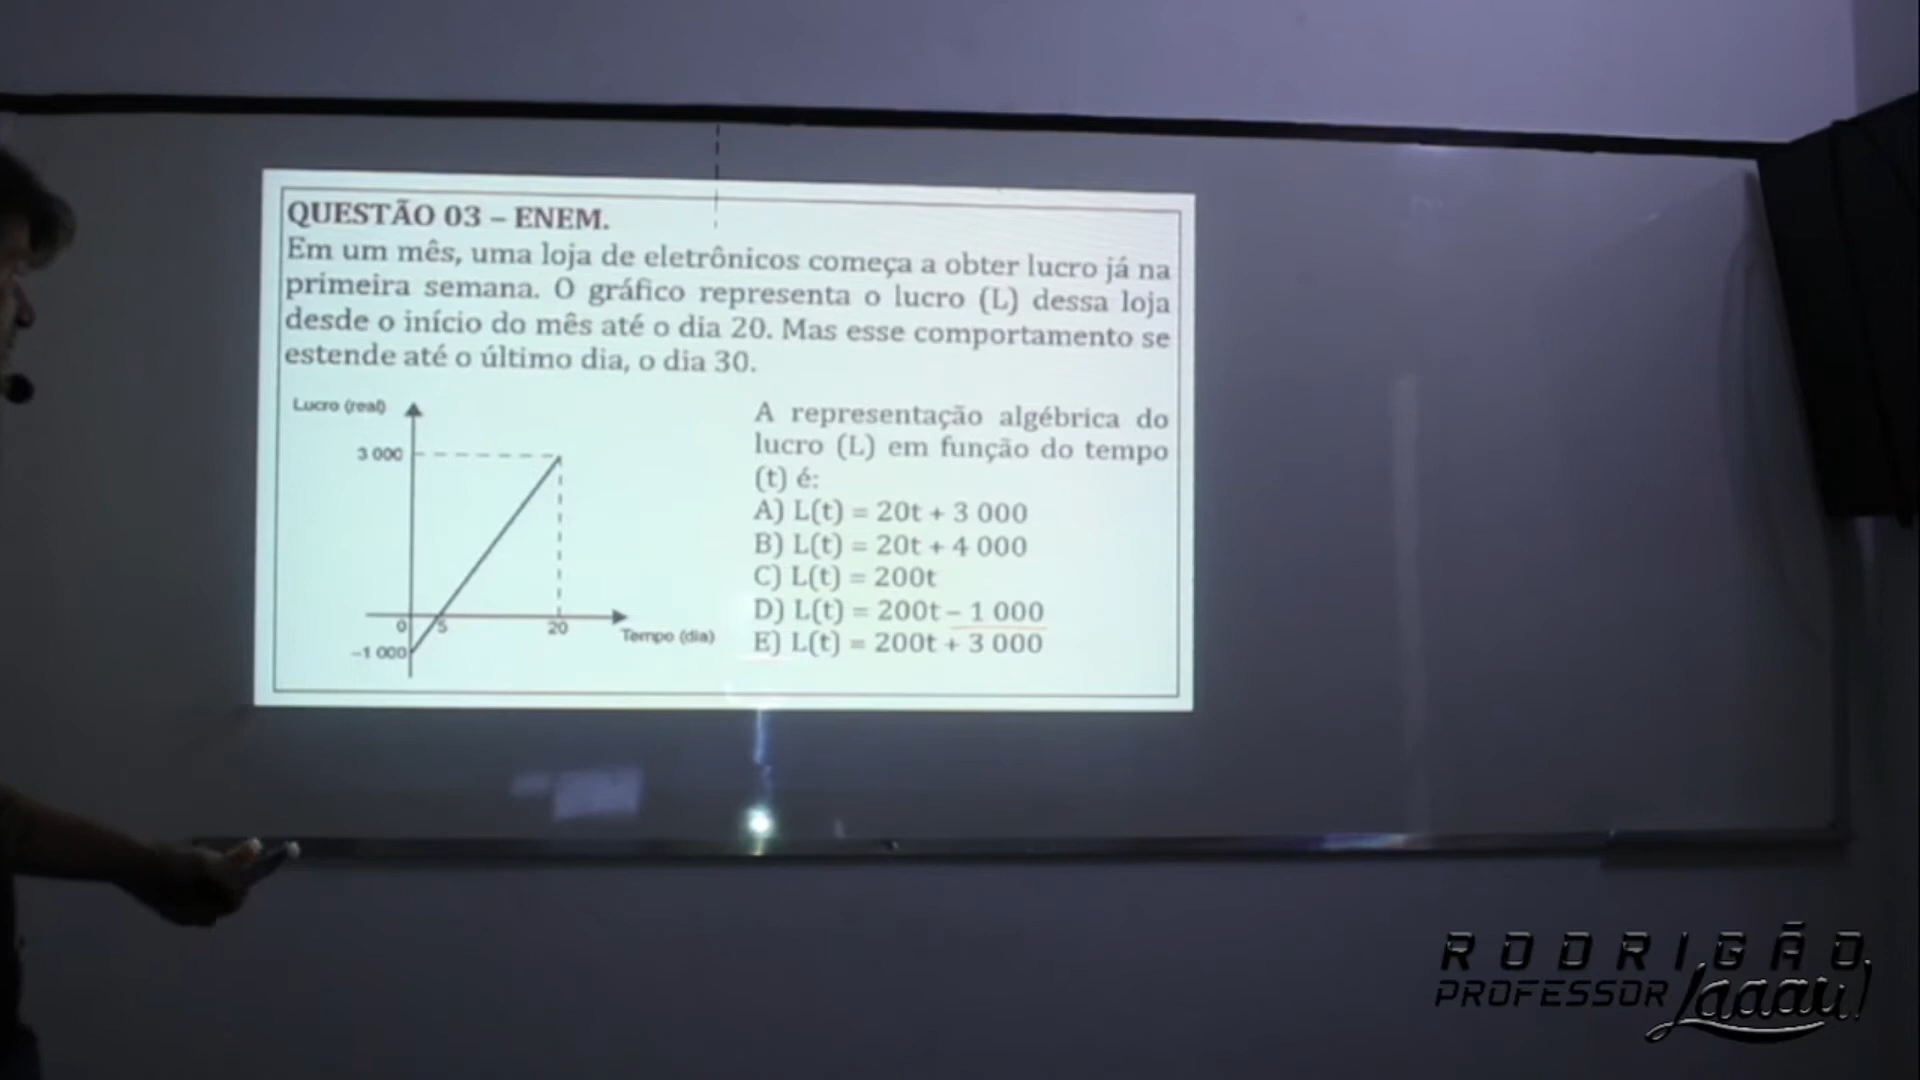 QUESTÃO 03 – ENEM.
Em um mês, uma loja de eletrônicos começa a obter lucro já na
primeira semana. O gráfico representa o lucro (L) dessa loja
desde o início do mês até o dia 20. Mas esse comportamento se
estende até o último dia, o dia 30.
Lucro (real)
3 000
0
5
20
Tempo (dia)
–1 000
A representação algébrica do
lucro (L) em função do tempo
(t) é:
A) L(t) = 20t + 3 000
B) L(t) = 20t + 4 000
C) L(t) = 200t
D) L(t) = 200t – 1 000
E) L(t) = 200t + 3 000
RODRIGÃO
PROFESSOR Laaau!